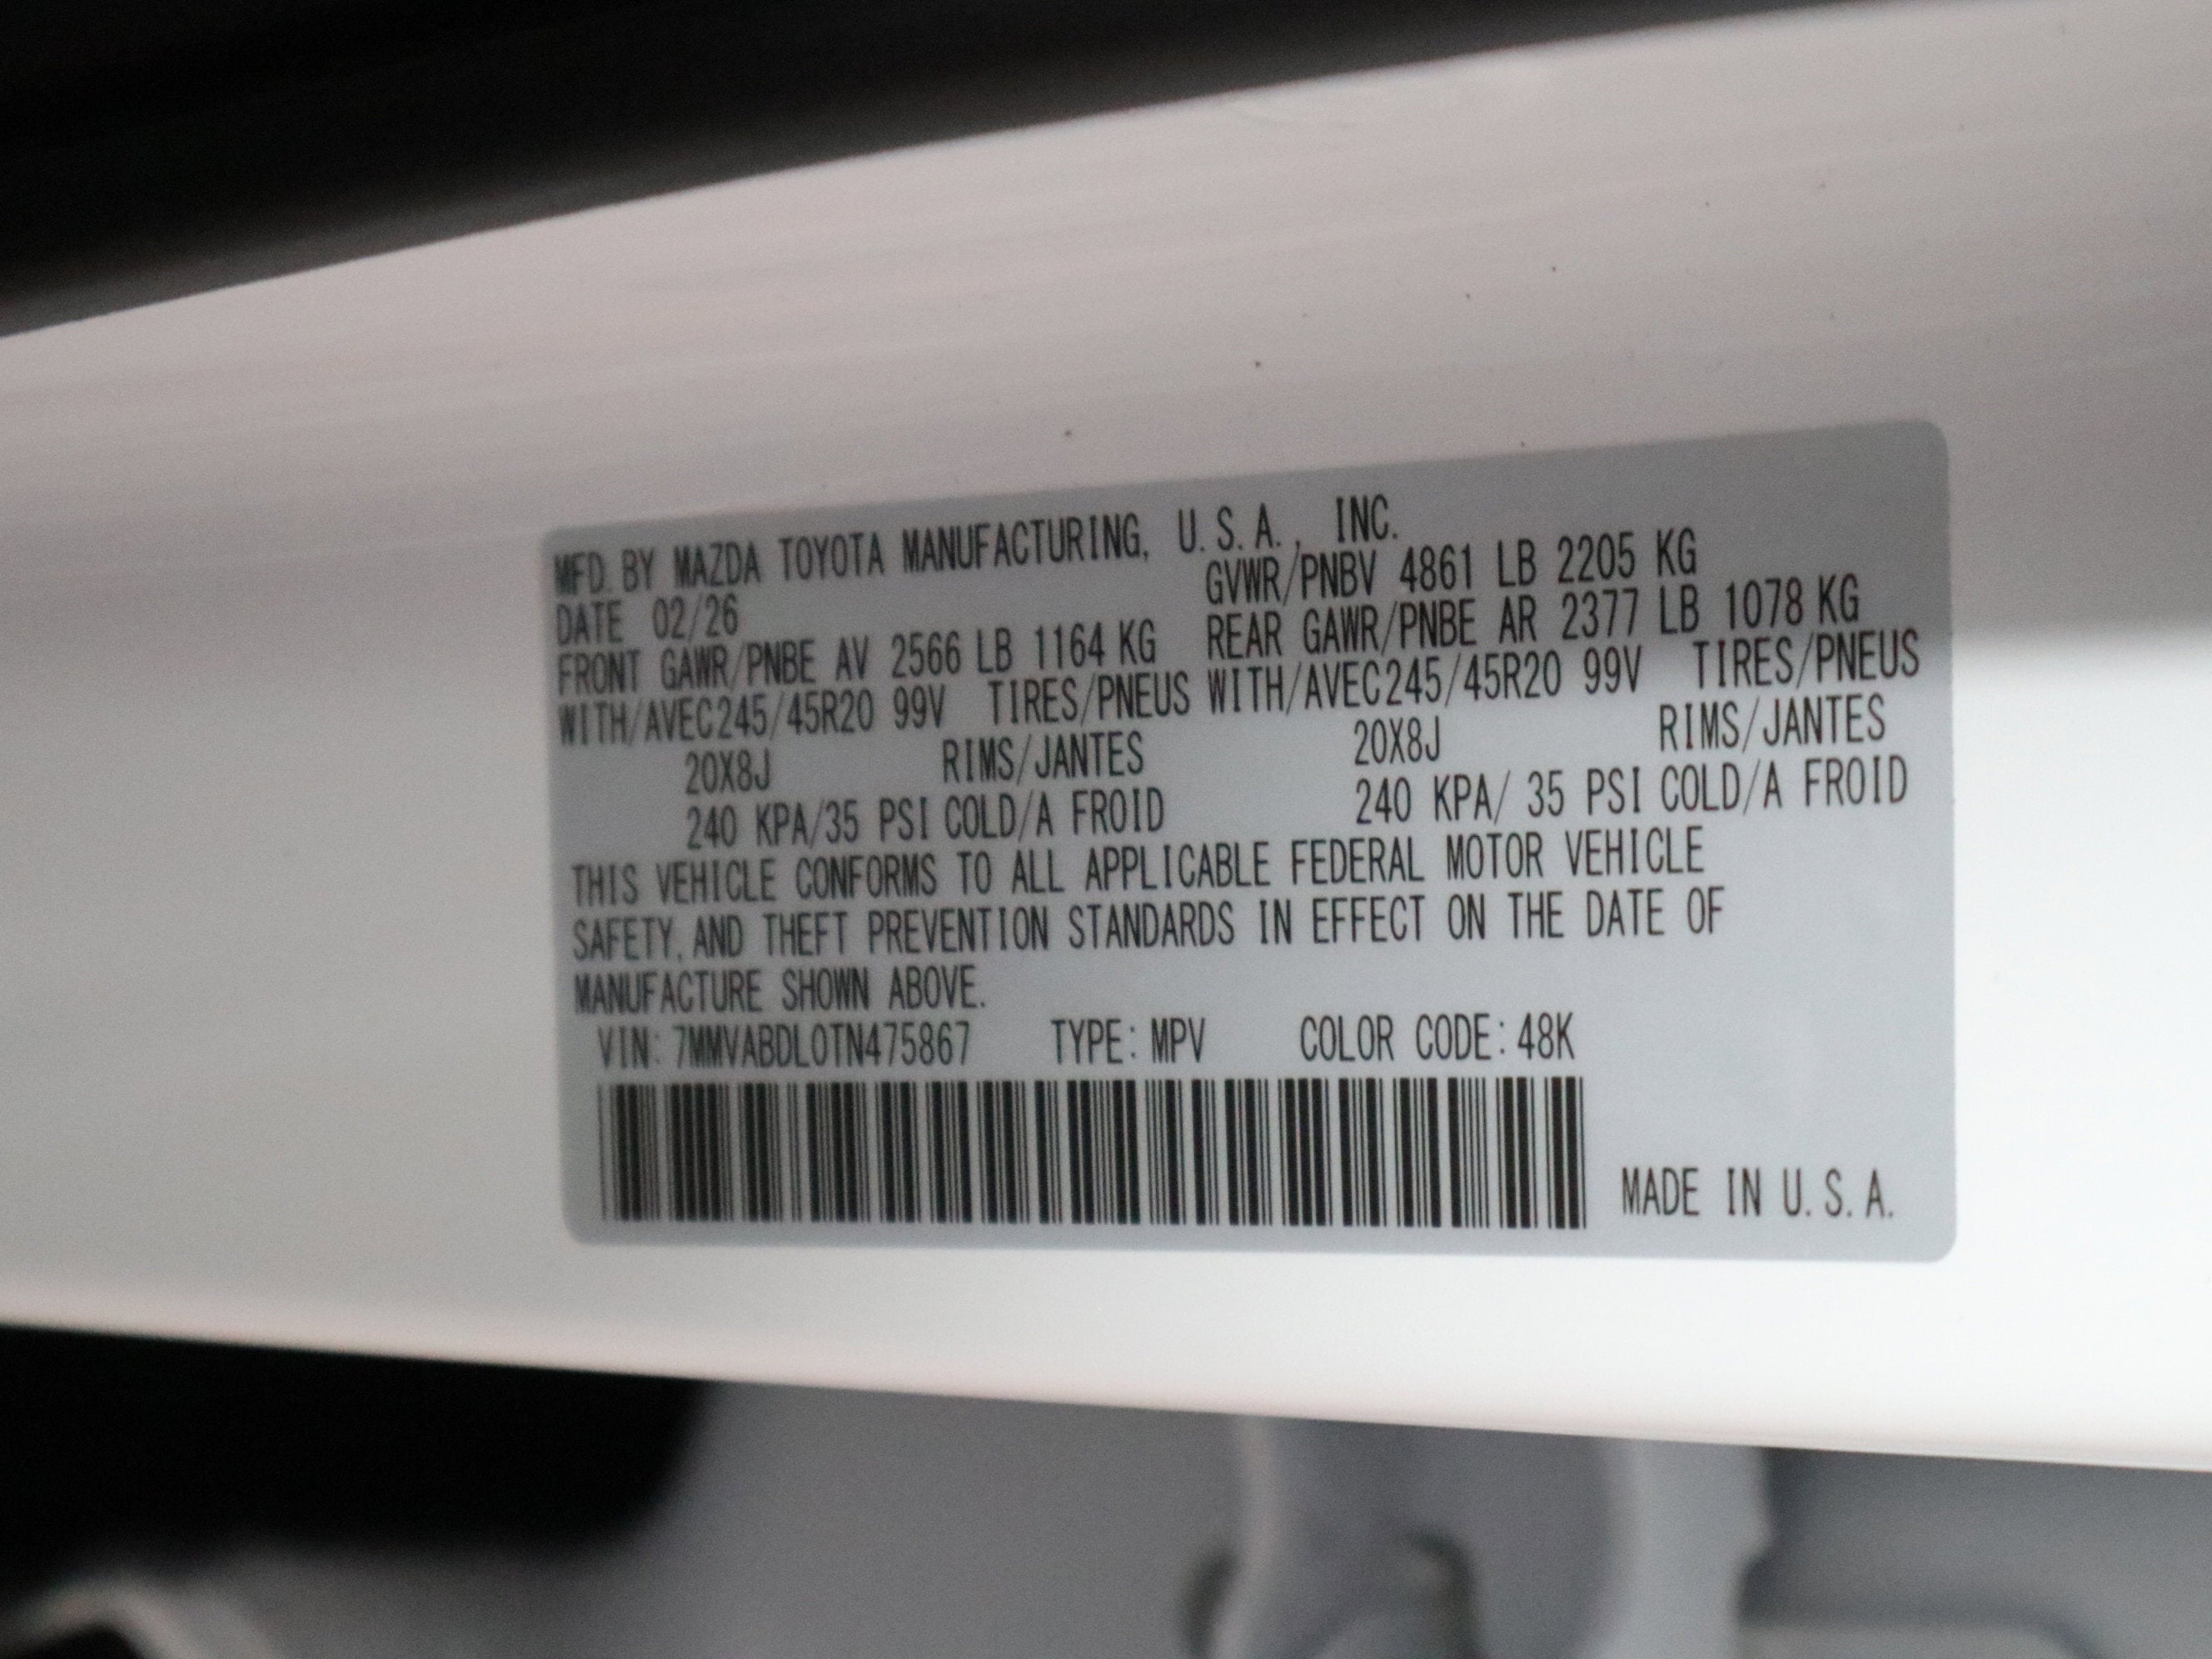 MFD. BY MAZDA TOYOTA MANUFACTURING, U.S.A., INC.
DATE 02/26 GVWR/PNBV 4861 LB 2205 KG
FRONT GAWR/PNBE AV 2566 LB 1164 KG REAR GAWR/PNBE AR 2377 LB 1078 KG
WITH/AVEC245/45R20 99V TIRES/PNEUS WITH/AVEC245/45R20 99V TIRES/PNEUS
20X8J RIMS/JANTES 20X8J RIMS/JANTES
240 KPA/35 PSI COLD/A FROID 240 KPA/ 35 PSI COLD/A FROID
THIS VEHICLE CONFORMS TO ALL APPLICABLE FEDERAL MOTOR VEHICLE
SAFETY, AND THEFT PREVENTION STANDARDS IN EFFECT ON THE DATE OF
MANUFACTURE SHOWN ABOVE.
VIN: 7MMVABDL0TN475867 TYPE: MPV COLOR CODE: 48K
MADE IN U.S.A.